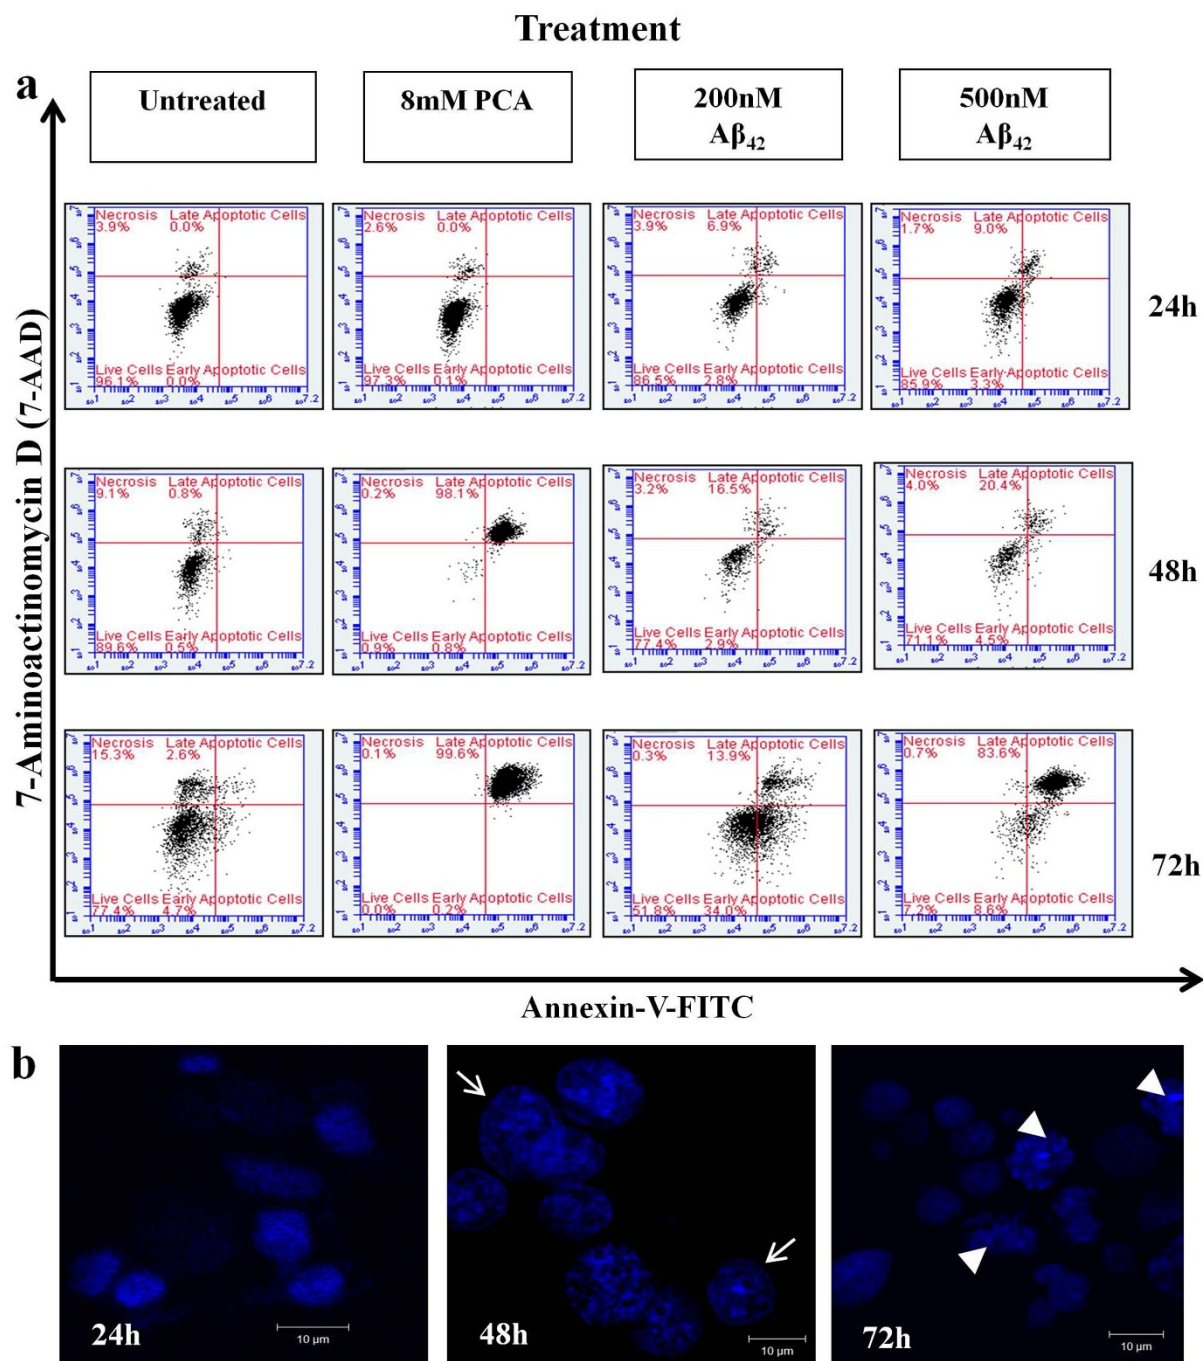 Treatment
a
Untreated
8mM PCA
200nM
Aβ₄₂
500nM
Aβ₄₂
7-Aminoactinomycin D (7-AAD)
Necrosis Late Apoptotic Cells
3.9% 0.0%
Live Cells Early Apoptotic Cells
96.1% 0.0%
Necrosis Late Apoptotic Cells
2.6% 0.0%
Live Cells Early Apoptotic Cells
97.3% 0.1%
Necrosis Late Apoptotic Cells
3.9% 6.9%
Live Cells Early Apoptotic Cells
86.5% 2.8%
Necrosis Late Apoptotic Cells
1.7% 9.0%
Live Cells Early Apoptotic Cells
85.9% 3.3%
24h
Necrosis Late Apoptotic Cells
9.1% 0.8%
Live Cells Early Apoptotic Cells
89.6% 0.5%
Necrosis Late Apoptotic Cells
0.2% 98.1%
Live Cells Early Apoptotic Cells
0.9% 0.8%
Necrosis Late Apoptotic Cells
3.2% 16.5%
Live Cells Early Apoptotic Cells
77.4% 2.9%
Necrosis Late Apoptotic Cells
4.0% 20.4%
Live Cells Early Apoptotic Cells
71.1% 4.5%
48h
Necrosis Late Apoptotic Cells
15.3% 2.6%
Live Cells Early Apoptotic Cells
77.4% 4.7%
Necrosis Late Apoptotic Cells
0.1% 99.6%
Live Cells Early Apoptotic Cells
0.0% 0.2%
Necrosis Late Apoptotic Cells
0.3% 13.9%
Live Cells Early Apoptotic Cells
51.8% 34.0%
Necrosis Late Apoptotic Cells
0.7% 83.6%
Live Cells Early Apoptotic Cells
7.2% 8.6%
72h
Annexin-V-FITC
b
24h
10 µm
48h
10 µm
72h
10 µm